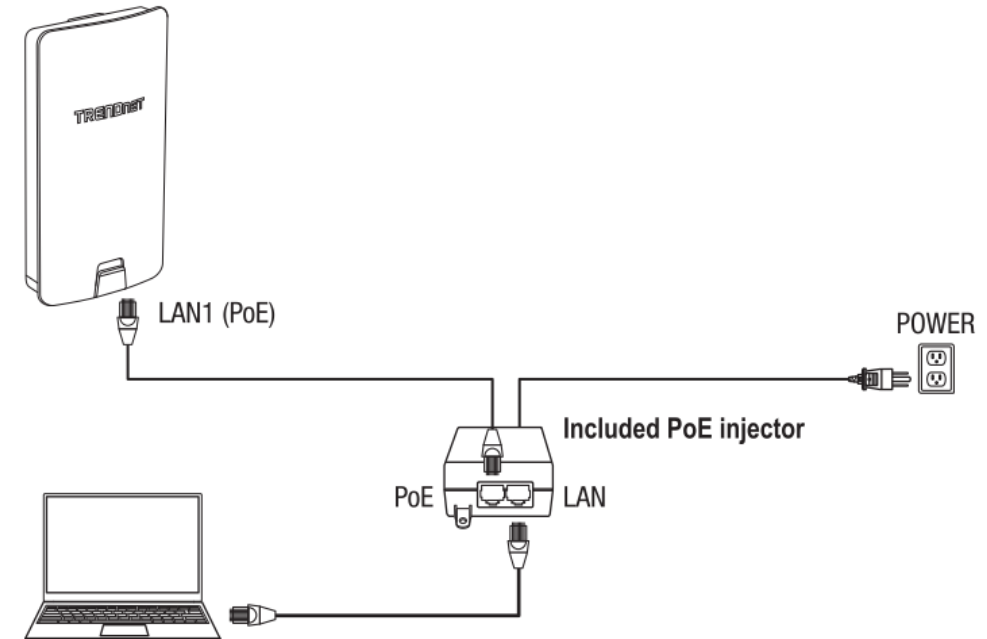 TRENDnet
LAN1 (PoE)
POWER
Included PoE injector
PoE
LAN